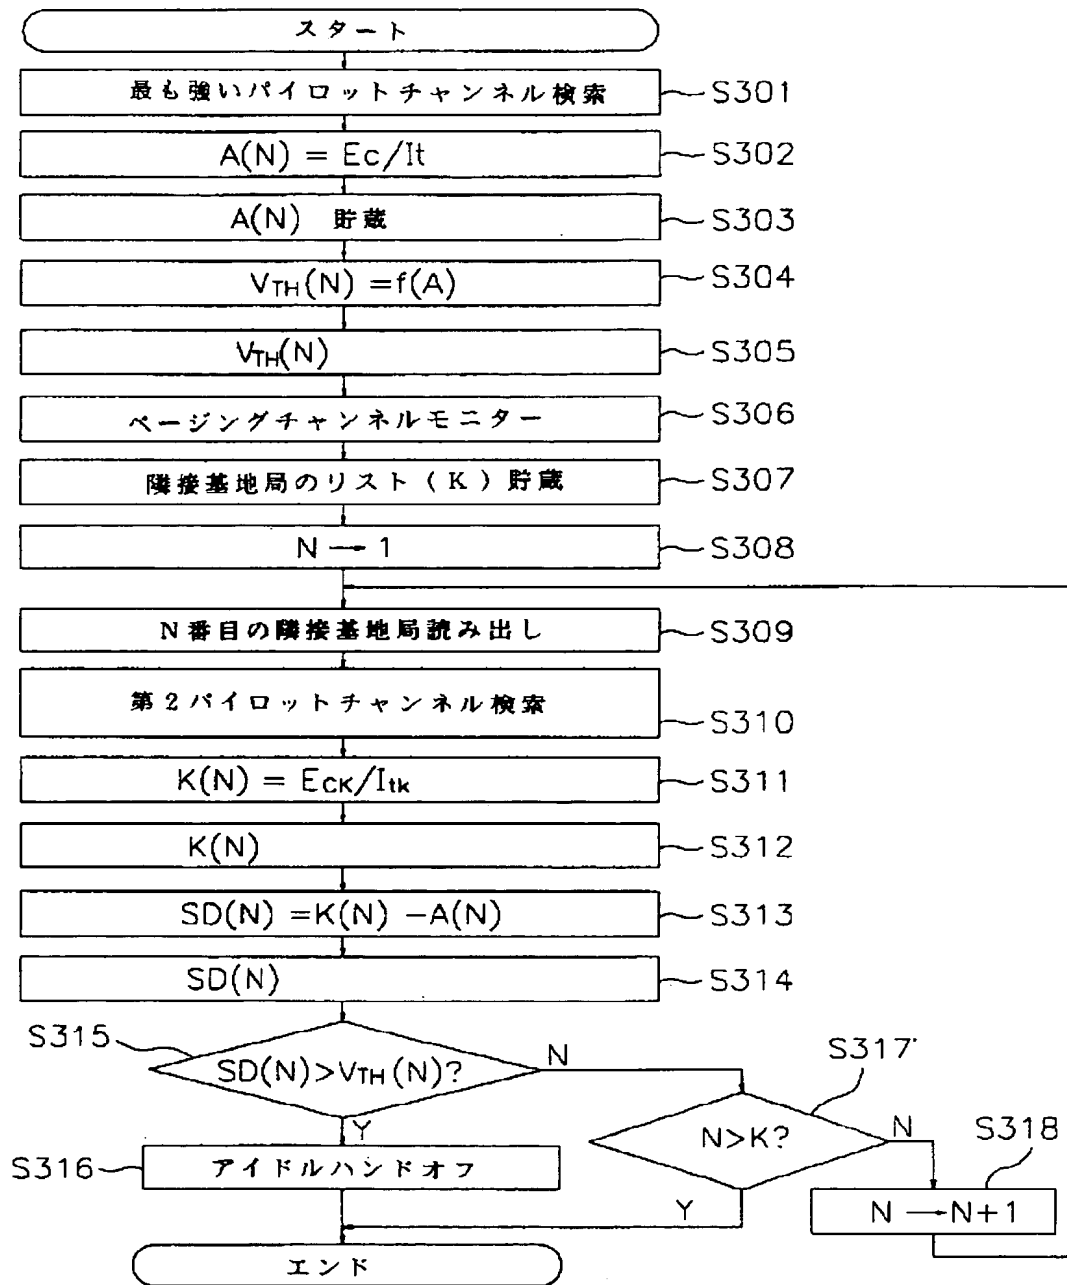 スタート
最も強いパイロットチャンネル検索 S301
A(N) = Ec/It S302
A(N) 貯蔵 S303
VTH(N) =f(A) S304
VTH(N) S305
ページングチャンネルモニター S306
隣接基地局のリスト(K)貯蔵 S307
N → 1 S308
N番目の隣接基地局読み出し S309
第2パイロットチャンネル検索 S310
K(N) = ECK/Itk S311
K(N) S312
SD(N) =K(N) -A(N) S313
SD(N) S314
S315 SD(N)>VTH(N)? N
Y
S317
N>K? N
Y
S316 アイドルハンドオフ
S318
N → N+1
エンド